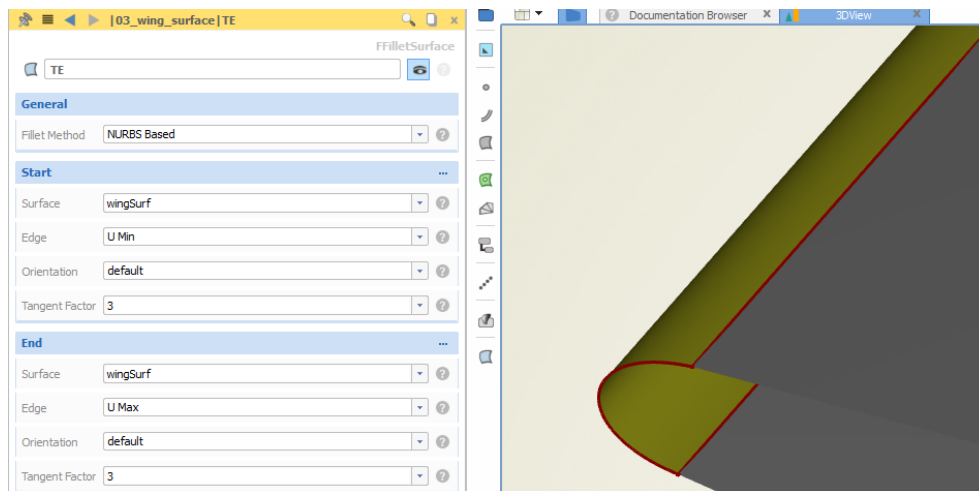 |03_wing_surface|TE
FFilletSurface
TE
General
Fillet Method NURBS Based
Start
Surface wingSurf
Edge U Min
Orientation default
Tangent Factor 3
End
Surface wingSurf
Edge U Max
Orientation default
Tangent Factor 3
Documentation Browser X 3DView X